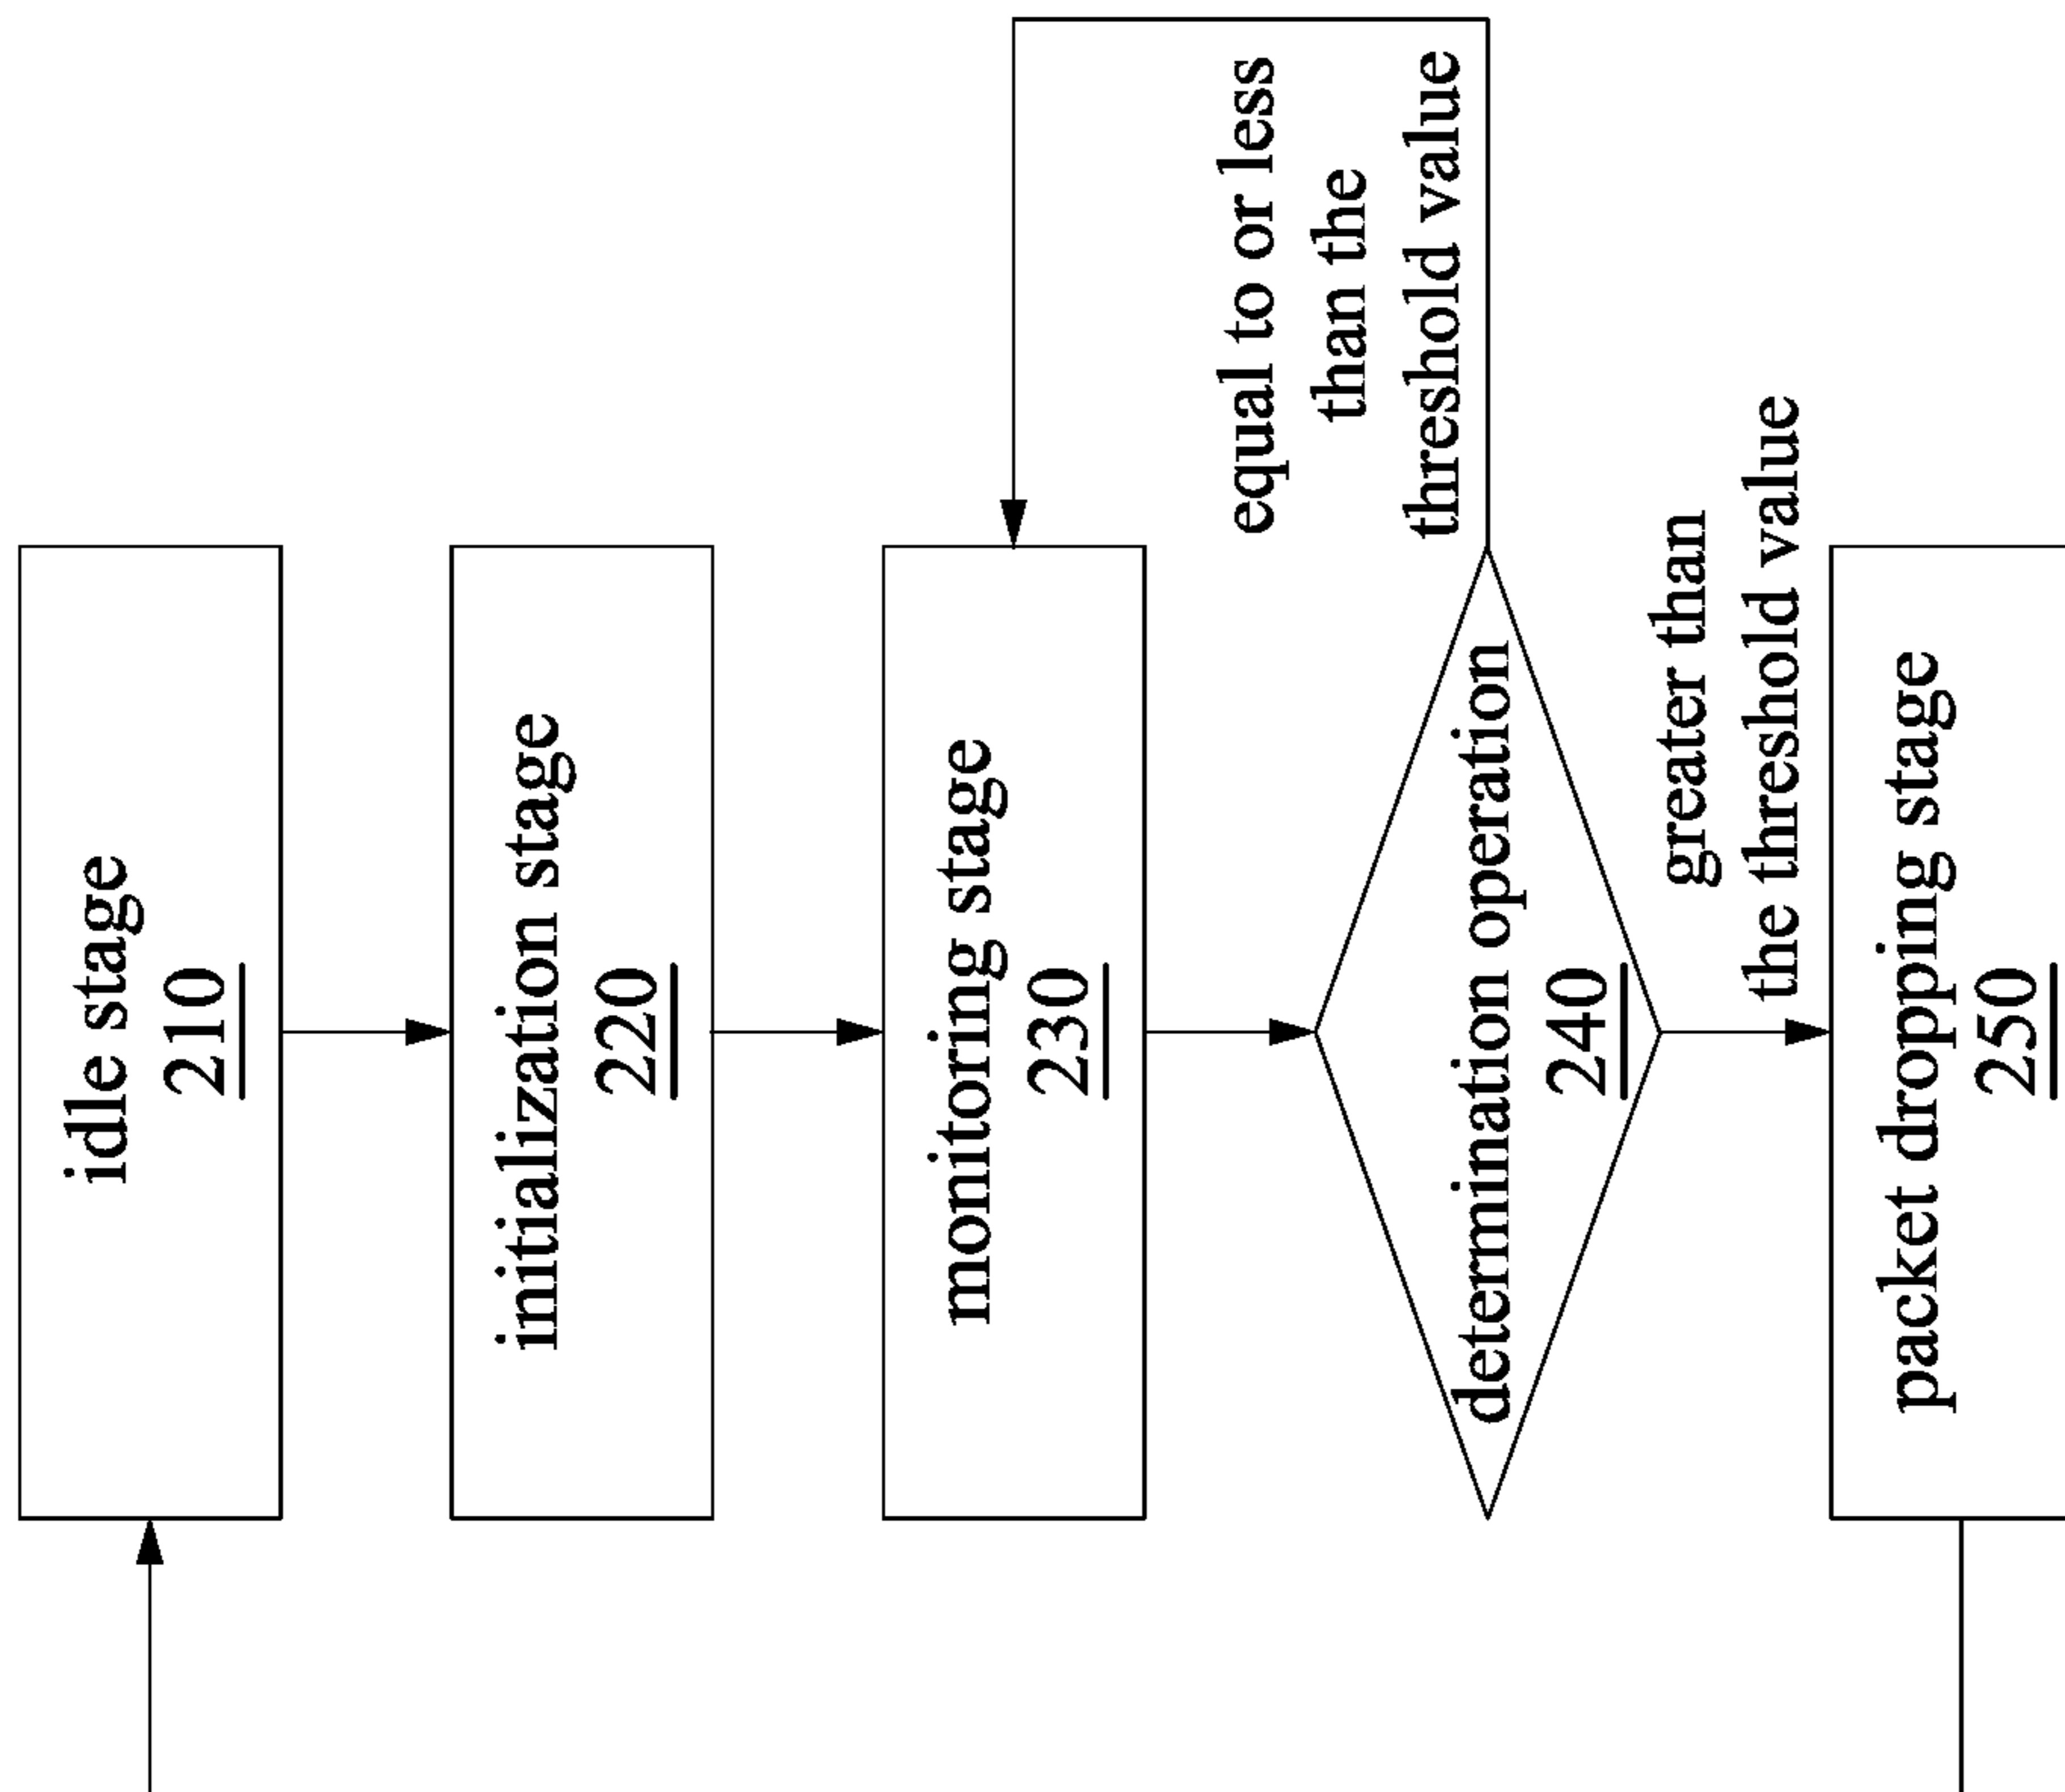 idle stage
210
initialization stage
220
monitoring stage
230
equal to or less
than the
threshold value
determination operation
240
greater than
the threshold value
packet dropping stage
250